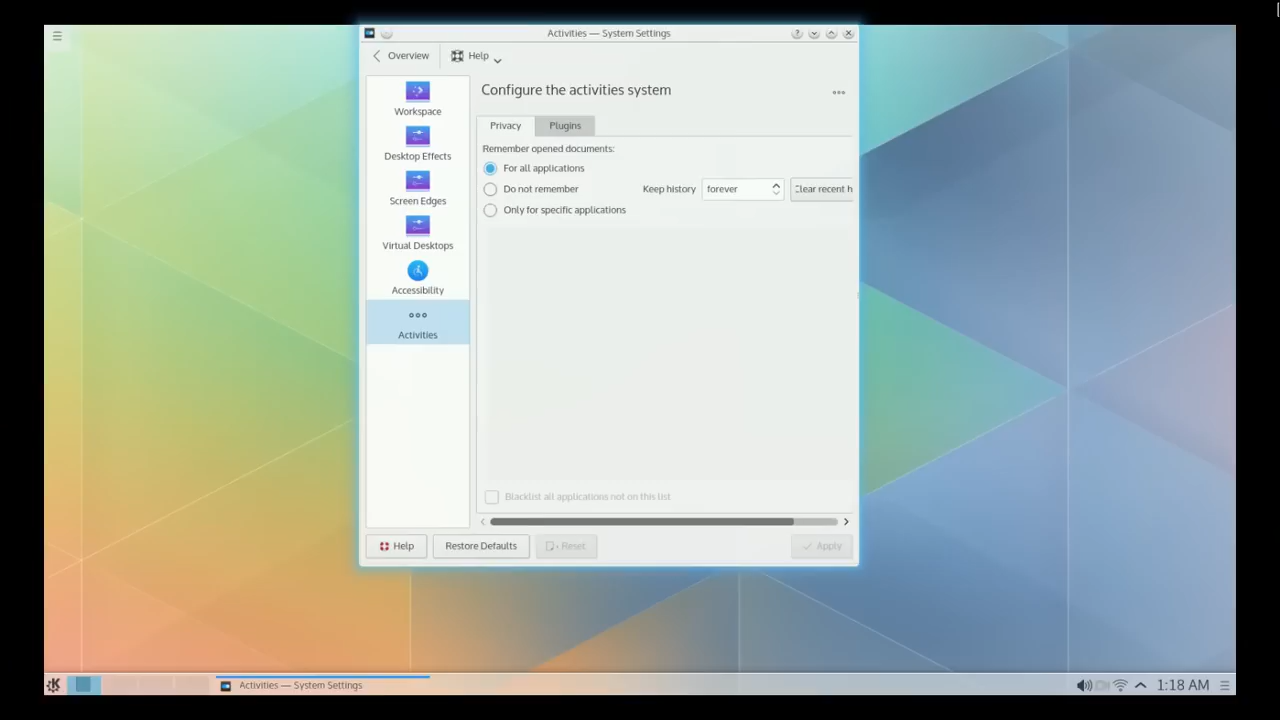 Activities — System Settings
Overview
Help
Workspace
Desktop Effects
Screen Edges
Virtual Desktops
Accessibility
Activities
Configure the activities system
Privacy
Plugins
Remember opened documents:
For all applications
Do not remember
Keep history
forever
Clear recent h
Only for specific applications
Blacklist all applications not on this list
Help
Restore Defaults
Reset
Apply
Activities — System Settings
1:18 AM